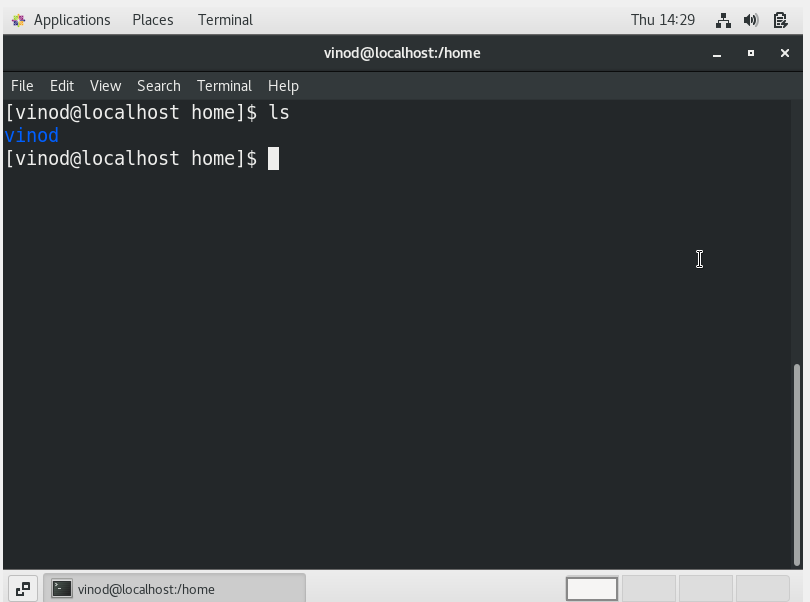 Applications Places Terminal Thu 14:29
vinod@localhost:/home
File Edit View Search Terminal Help
[vinod@localhost home]$ ls
vinod
[vinod@localhost home]$
vinod@localhost:/home